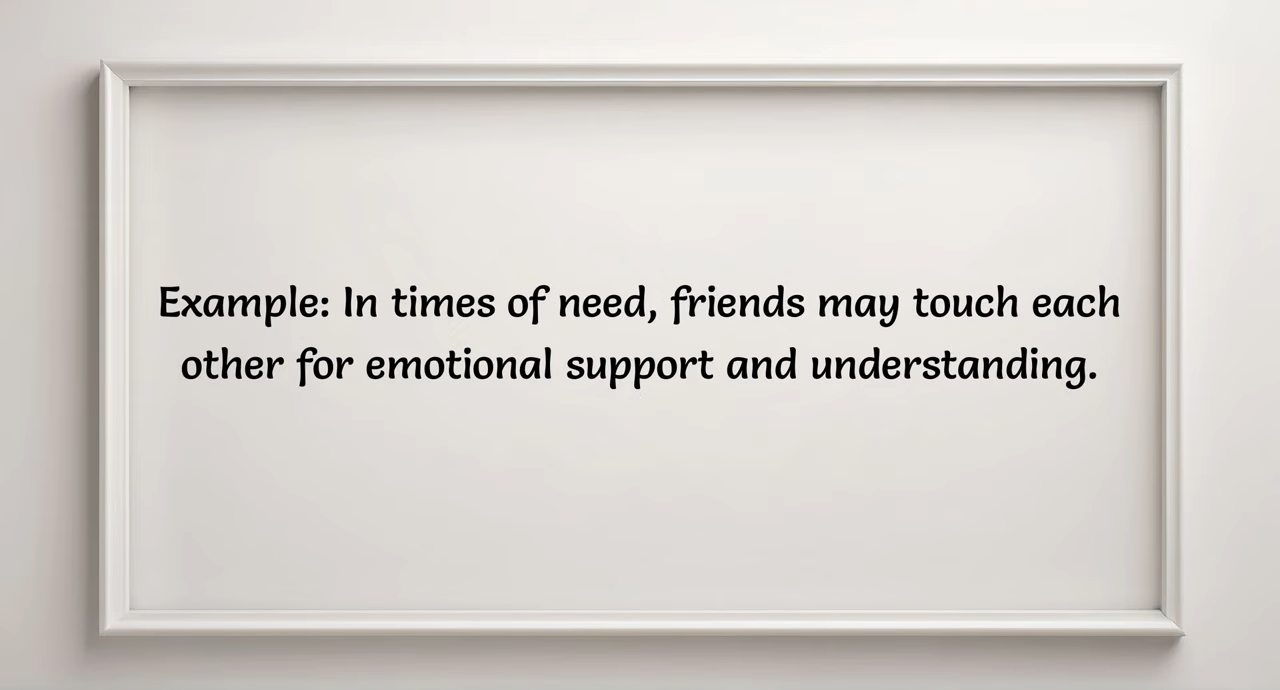 Example: In times of need, friends may touch each
other for emotional support and understanding.